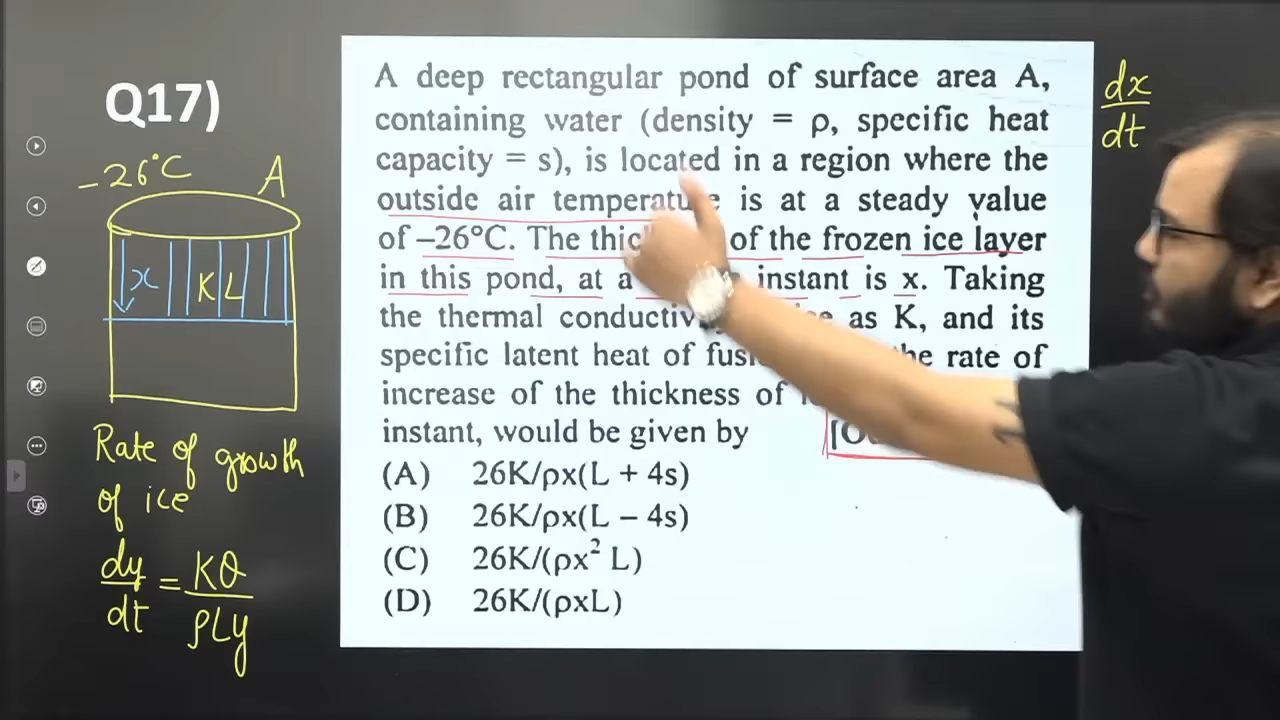 Q17)
-26°C A
x K L
Rate of growth
of ice
dy/dt = Kθ/ρLy
A deep rectangular pond of surface area A,
containing water (density = ρ, specific heat
capacity = s), is located in a region where the
outside air temperature is at a steady value
of –26°C. The thic of the frozen ice layer
in this pond, at a instant is x. Taking
the thermal conductiv as K, and its
specific latent heat of fus the rate of
increase of the thickness of
instant, would be given by
(A) 26K/ρx(L + 4s)
(B) 26K/ρx(L – 4s)
(C) 26K/(ρx² L)
(D) 26K/(ρxL)
dx/dt